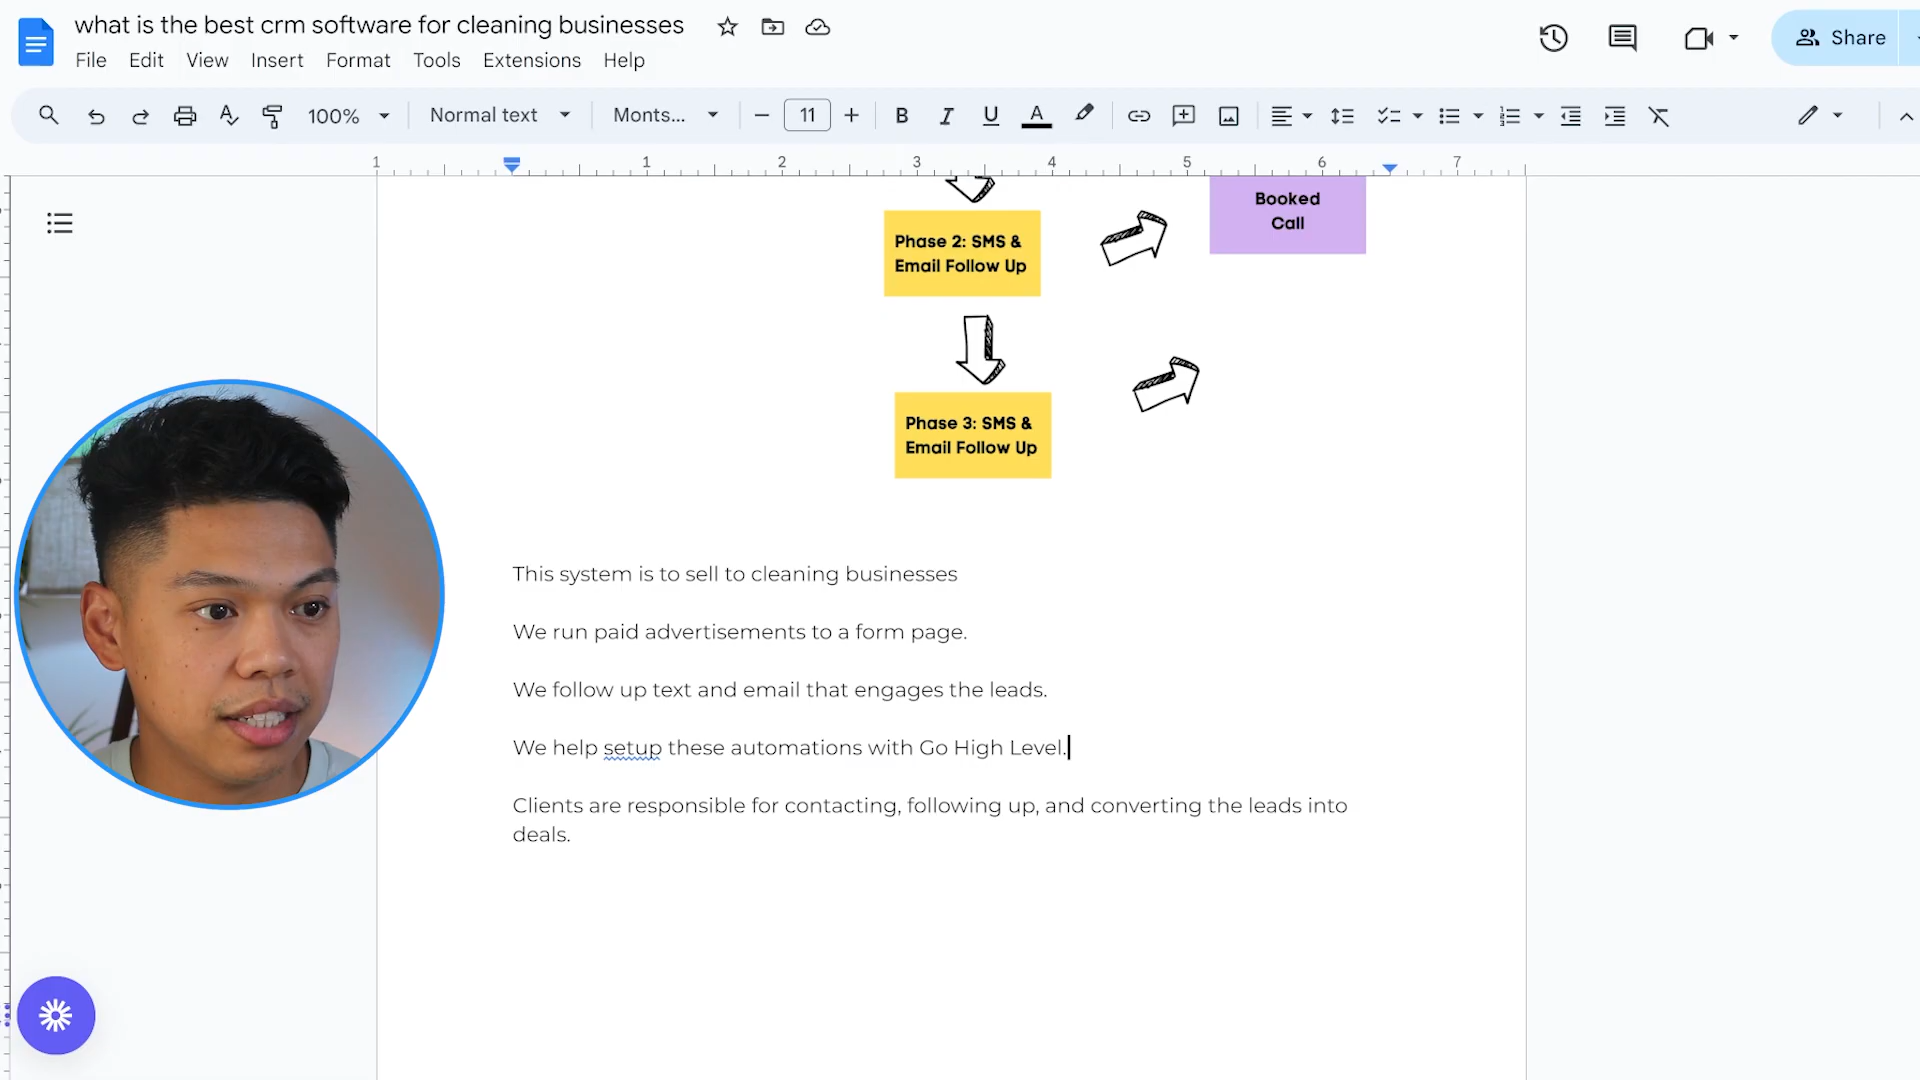 what is the best crm software for cleaning businesses
File Edit View Insert Format Tools Extensions Help
Share
100% Normal text Monts... 11
1 1 2 3 4 5 6 7
Booked
Call
Phase 2: SMS &
Email Follow Up
Phase 3: SMS &
Email Follow Up
This system is to sell to cleaning businesses
We run paid advertisements to a form page.
We follow up text and email that engages the leads.
We help setup these automations with Go High Level.
Clients are responsible for contacting, following up, and converting the leads into
deals.